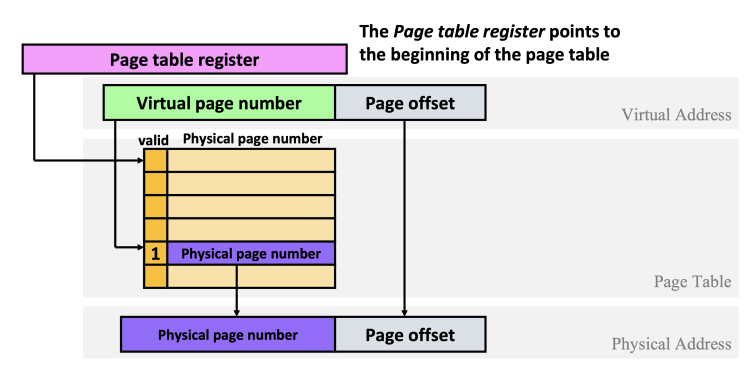 The Page table register points to
the beginning of the page table
Page table register
Virtual page number
Page offset
Virtual Address
valid
Physical page number
1
Physical page number
Page Table
Physical page number
Page offset
Physical Address